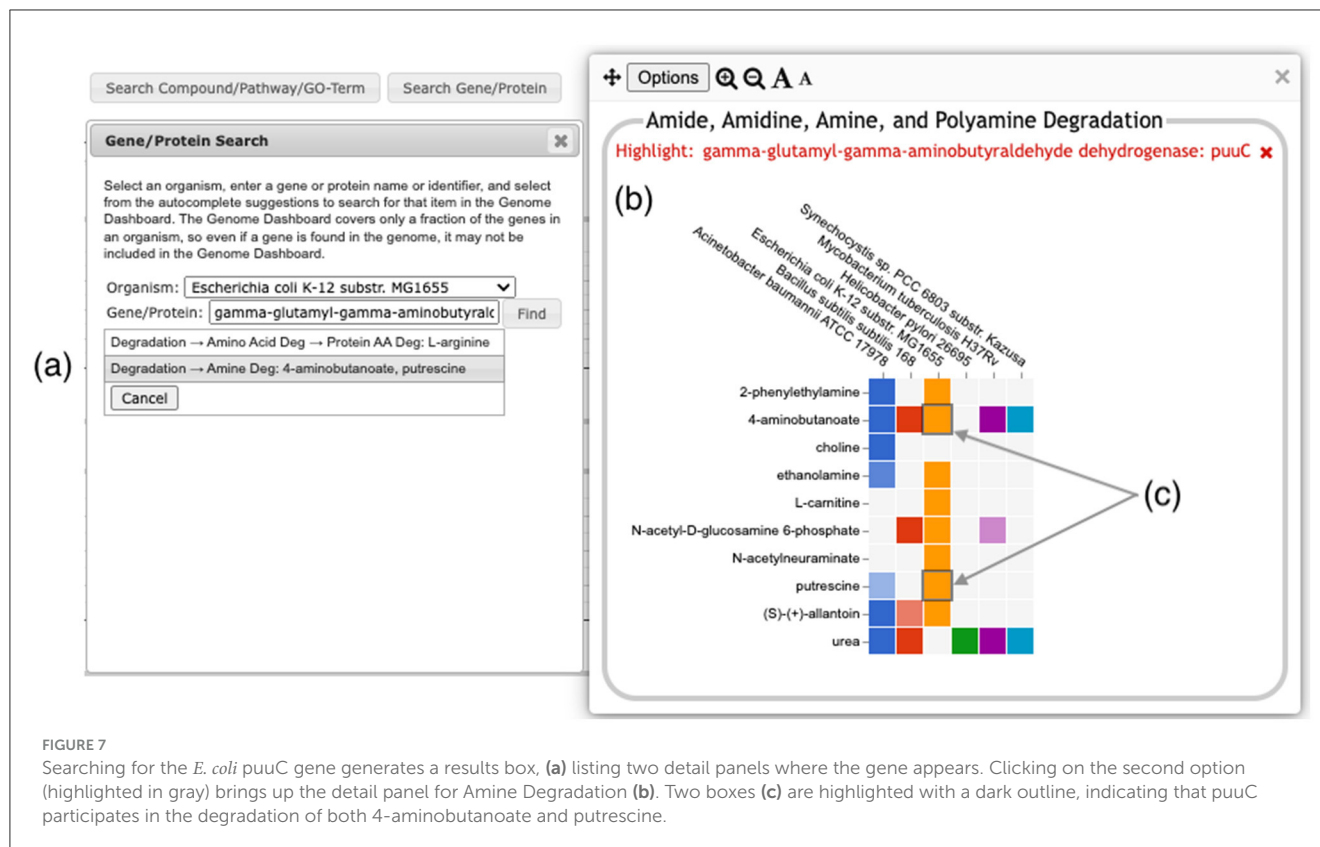 Search Compound/Pathway/GO-Term
Search Gene/Protein
Gene/Protein Search
Select an organism, enter a gene or protein name or identifier, and select
from the autocomplete suggestions to search for that item in the Genome
Dashboard. The Genome Dashboard covers only a fraction of the genes in
an organism, so even if a gene is found in the genome, it may not be
included in the Genome Dashboard.
Organism: Escherichia coli K-12 substr. MG1655
Gene/Protein: gamma-glutamyl-gamma-aminobutyralc Find
Degradation → Amino Acid Deg → Protein AA Deg: L-arginine
Degradation → Amine Deg: 4-aminobutanoate, putrescine
Cancel
(a)
Options A A
Amide, Amidine, Amine, and Polyamine Degradation
Highlight: gamma-glutamyl-gamma-aminobutyraldehyde dehydrogenase: puuC
(b)
Acinetobacter baumannii ATCC 17978
Bacillus subtilis subtilis 168
Escherichia coli K-12 substr. MG1655
Helicobacter pylori 26695
Mycobacterium tuberculosis H37Rv
Synechocystis sp. PCC 6803 substr. Kazusa
2-phenylethylamine
4-aminobutanoate
choline
ethanolamine
L-carnitine
N-acetyl-D-glucosamine 6-phosphate
N-acetylneuraminate
putrescine
(S)-(+)-allantoin
urea
(c)
FIGURE 7
Searching for the E. coli puuC gene generates a results box, (a) listing two detail panels where the gene appears. Clicking on the second option
(highlighted in gray) brings up the detail panel for Amine Degradation (b). Two boxes (c) are highlighted with a dark outline, indicating that puuC
participates in the degradation of both 4-aminobutanoate and putrescine.